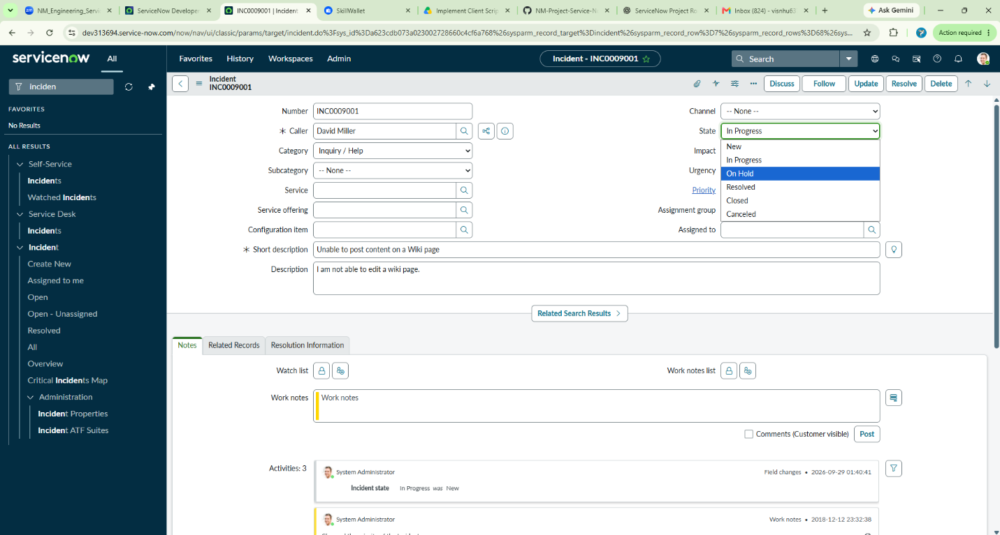 NM_Engineering_Servic
ServiceNow Developer
INC0009001 | Incident
SkillWallet
Implement Client Scrip
NM-Project-Service-N
ServiceNow Project Ro
Inbox (824) - visnhu63
Ask Gemini
dev313694.service-now.com/now/nav/ui/classic/params/target/incident.do%3Fsys_id%3Da623cdb073a023002728660c4cf6a768%26sysparm_record_target%3Dincident%26sysparm_record_row%3D7%26sysparm_record_rows%3D68%26sys...
Action required
servicenow
All
Favorites
History
Workspaces
Admin
Incident - INC0009001
Search
inciden
FAVORITES
No Results
ALL RESULTS
Self-Service
Incidents
Watched Incidents
Service Desk
Incidents
Incident
Create New
Assigned to me
Open
Open - Unassigned
Resolved
All
Overview
Critical Incidents Map
Administration
Incident Properties
Incident ATF Suites
Incident
INC0009001
Discuss
Follow
Update
Resolve
Delete
Number
INC0009001
Caller
David Miller
Category
Inquiry / Help
Subcategory
-- None --
Service
Service offering
Configuration item
Channel
-- None --
State
In Progress
New
In Progress
On Hold
Resolved
Closed
Canceled
Impact
Urgency
Priority
Assignment group
Assigned to
Short description
Unable to post content on a Wiki page
Description
I am not able to edit a wiki page.
Related Search Results
Notes
Related Records
Resolution Information
Watch list
Work notes list
Work notes
Work notes
Comments (Customer visible)
Post
Activities: 3
System Administrator
Field changes • 2026-09-29 01:40:41
Incident state
In Progress was New
System Administrator
Work notes • 2018-12-12 23:32:38